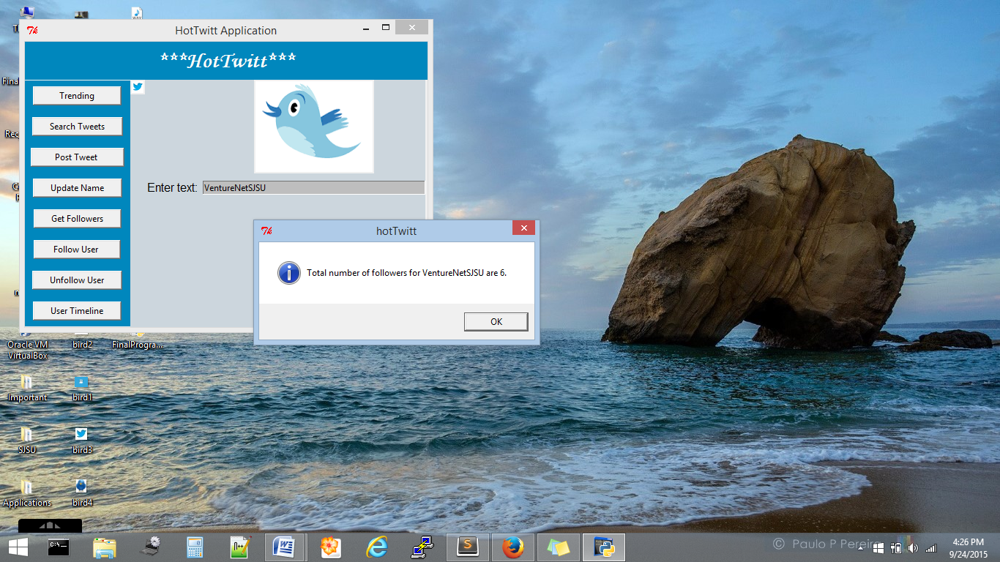 HotTwitt Application
***HotTwitt***
Trending
Search Tweets
Post Tweet
Update Name
Get Followers
Follow User
Unfollow User
User Timeline
Enter text:
VentureNetSJSU
hotTwitt
Total number of followers for VentureNetSJSU are 6.
OK
Oracle VM
VirtualBox
bird2
FinalProgra...
Important
bird1
SJSU
bird3
Applications
bird4
© Paulo P Pereira
4:26 PM
9/24/2015